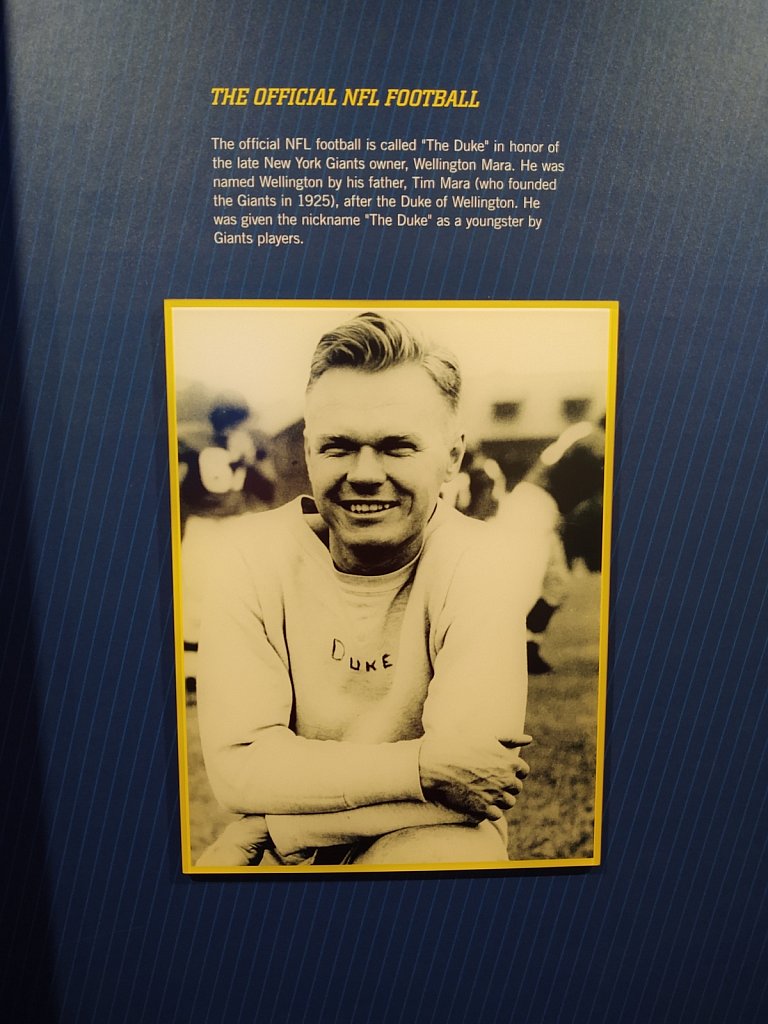 THE OFFICIAL NFL FOOTBALL
The official NFL football is called "The Duke" in honor of
the late New York Giants owner, Wellington Mara. He was
named Wellington by his father, Tim Mara (who founded
the Giants in 1925), after the Duke of Wellington. He
was given the nickname "The Duke" as a youngster by
Giants players.
DUKE